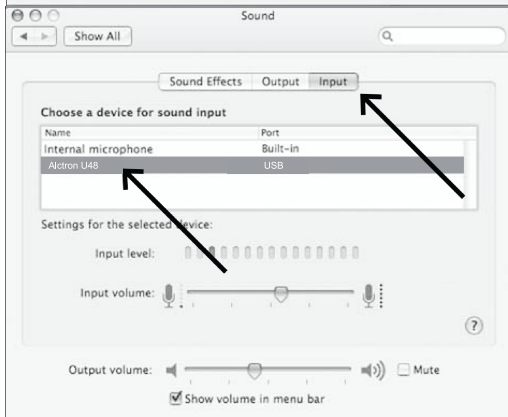 Sound
Show All
Sound Effects Output Input
Choose a device for sound input
Name Port
Internal microphone Built-in
Alctron U48 USB
Settings for the selected device:
Input level:
Input volume:
?
Output volume: Mute
Show volume in menu bar